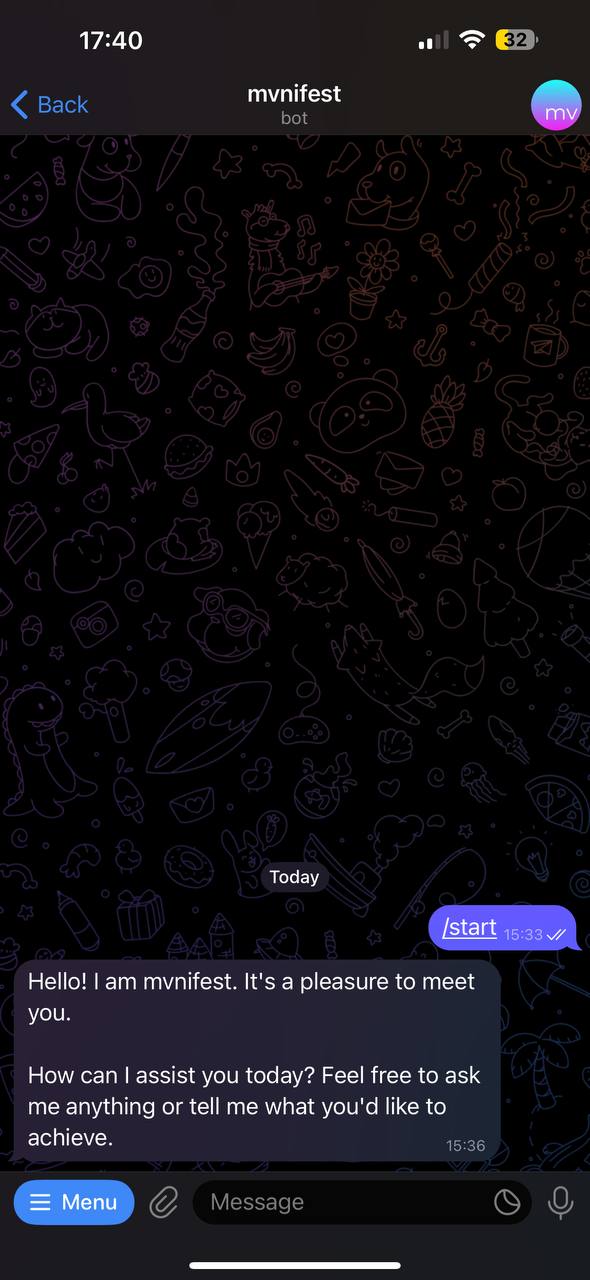 17:40
32
Back
mvnifest
bot
mv
Today
/start 15:33
Hello! I am mvnifest. It's a pleasure to meet
you.
How can I assist you today? Feel free to ask
me anything or tell me what you'd like to
achieve.
15:36
Menu
Message